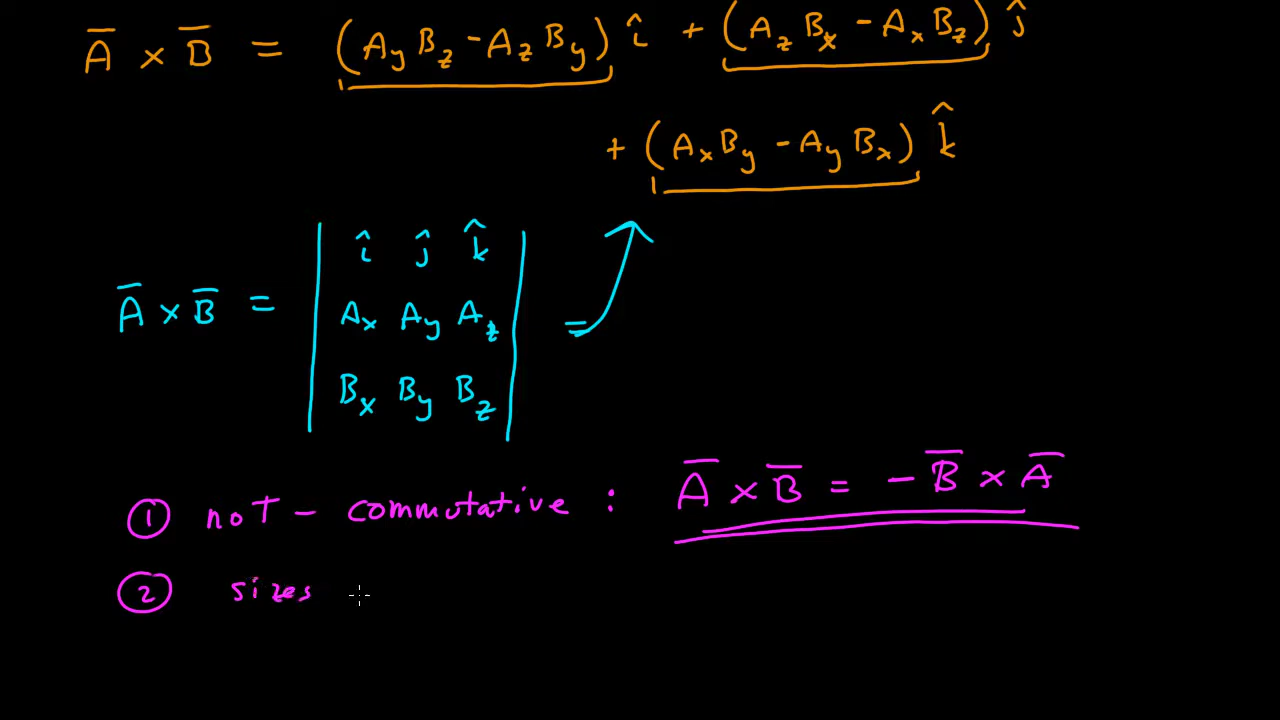 A̅ × B̅ = (AyBz - AzBy) î + (AzBx - AxBz) ĵ
+ (AxBy - AyBx) k̂
A̅ × B̅ = | î ĵ k̂ | =
| Ax Ay Az |
| Bx By Bz |
① noT - commutative : A̅ × B̅ = - B̅ × A̅
② sizes